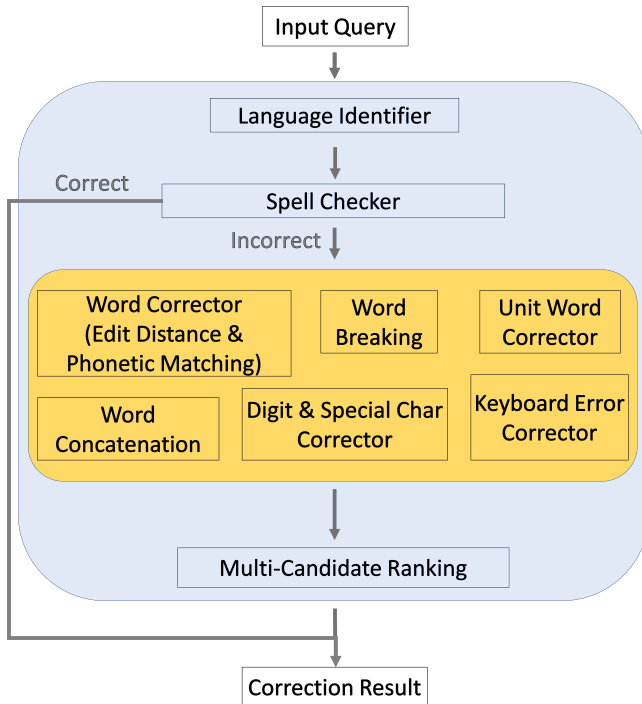 Input Query
Language Identifier
Correct
Spell Checker
Incorrect
Word Corrector
(Edit Distance &
Phonetic Matching)
Word
Breaking
Unit Word
Corrector
Word
Concatenation
Digit & Special Char
Corrector
Keyboard Error
Corrector
Multi-Candidate Ranking
Correction Result